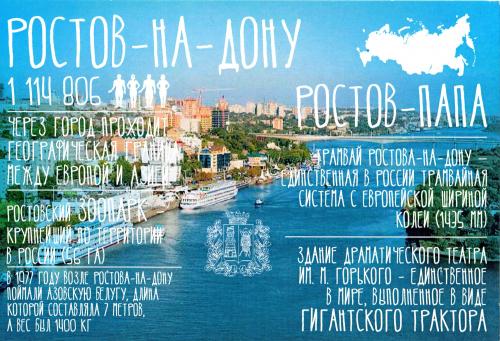 РОСТОВ-НА-ДОНУ
1 114 806
ЧЕРЕЗ ГОРОД ПРОХОДИТ
ГЕОГРАФИЧЕСКАЯ ГРАНИЦА
МЕЖДУ ЕВРОПОЙ И АЗИЕЙ
РОСТОВСКИЙ ЗООПАРК
КРУПНЕЙШИЙ ПО ТЕРРИТОРИИ
В РОССИИ (56 ГА)
В 1977 ГОДУ ВОЗЛЕ РОСТОВА-НА-ДОНУ
ПОЙМАЛИ АЗОВСКУЮ БЕЛУГУ, ДЛИНА
КОТОРОЙ СОСТАВЛЯЛА 7 МЕТРОВ,
А ВЕС БЫЛ 1400 КГ
РОСТОВ-ПАПА
ТРАМВАЙ РОСТОВА-НА-ДОНУ
ЕДИНСТВЕННАЯ В РОССИИ ТРАМВАЙНАЯ
СИСТЕМА С ЕВРОПЕЙСКОЙ ШИРИНОЙ
КОЛЕИ (1435 ММ)
ЗДАНИЕ ДРАМАТИЧЕСКОГО ТЕАТРА
ИМ. М. ГОРЬКОГО - ЕДИНСТВЕННОЕ
В МИРЕ, ВЫПОЛНЕННОЕ В ВИДЕ
ГИГАНТСКОГО ТРАКТОРА